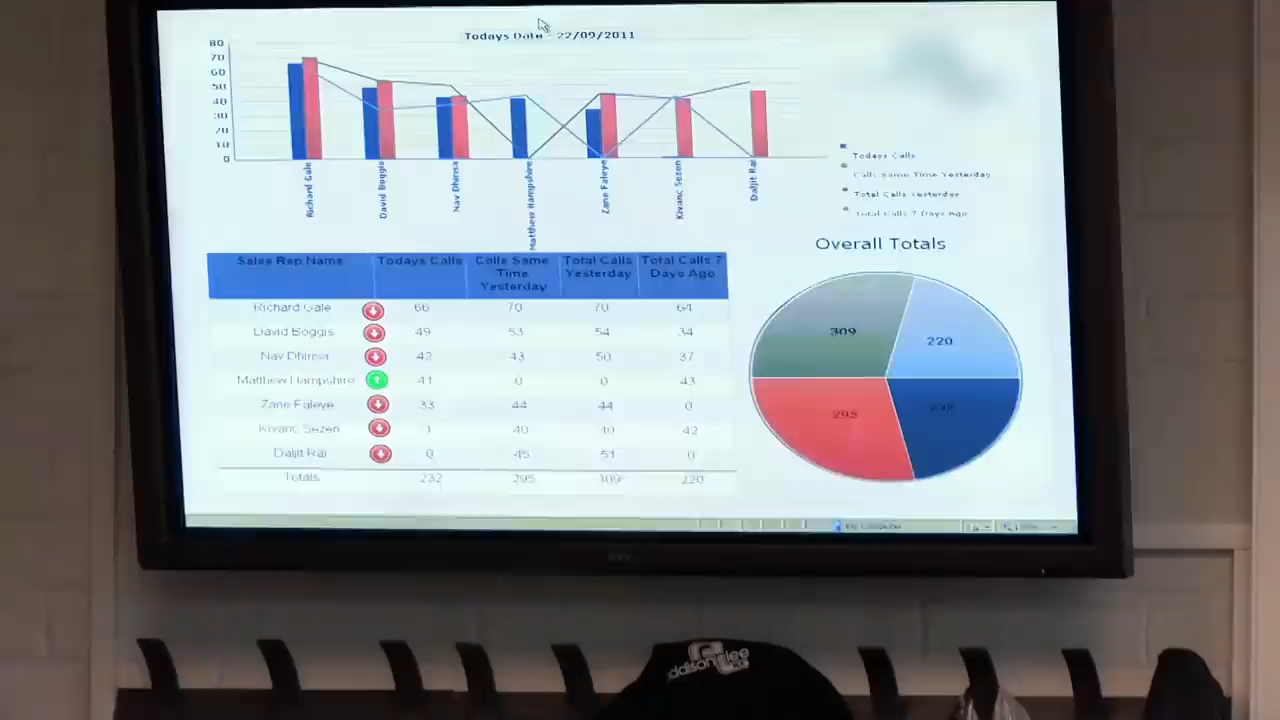 Todays Date - 22/09/2011
80
70
60
50
40
30
20
10
0
Richard Gale
David Boggis
Nav Dhinsa
Matthew Hampshire
Zane Faleye
Kivanc Sezen
Daljit Rai
Todays Calls
Calls Same Time Yesterday
Total Calls Yesterday
Total Calls 7 Days Ago
Overall Totals
309
220
295
232
Sales Rep Name Todays Calls Calls Same Time Yesterday Total Calls Yesterday Total Calls 7 Days Ago
Richard Gale 66 70 70 64
David Boggis 49 53 54 34
Nav Dhinsa 42 43 50 37
Matthew Hampshire 41 0 0 43
Zane Faleye 33 44 44 0
Kivanc Sezen 1 40 40 42
Daljit Rai 0 45 51 0
Totals 232 295 309 220
My Computer
ddison lee